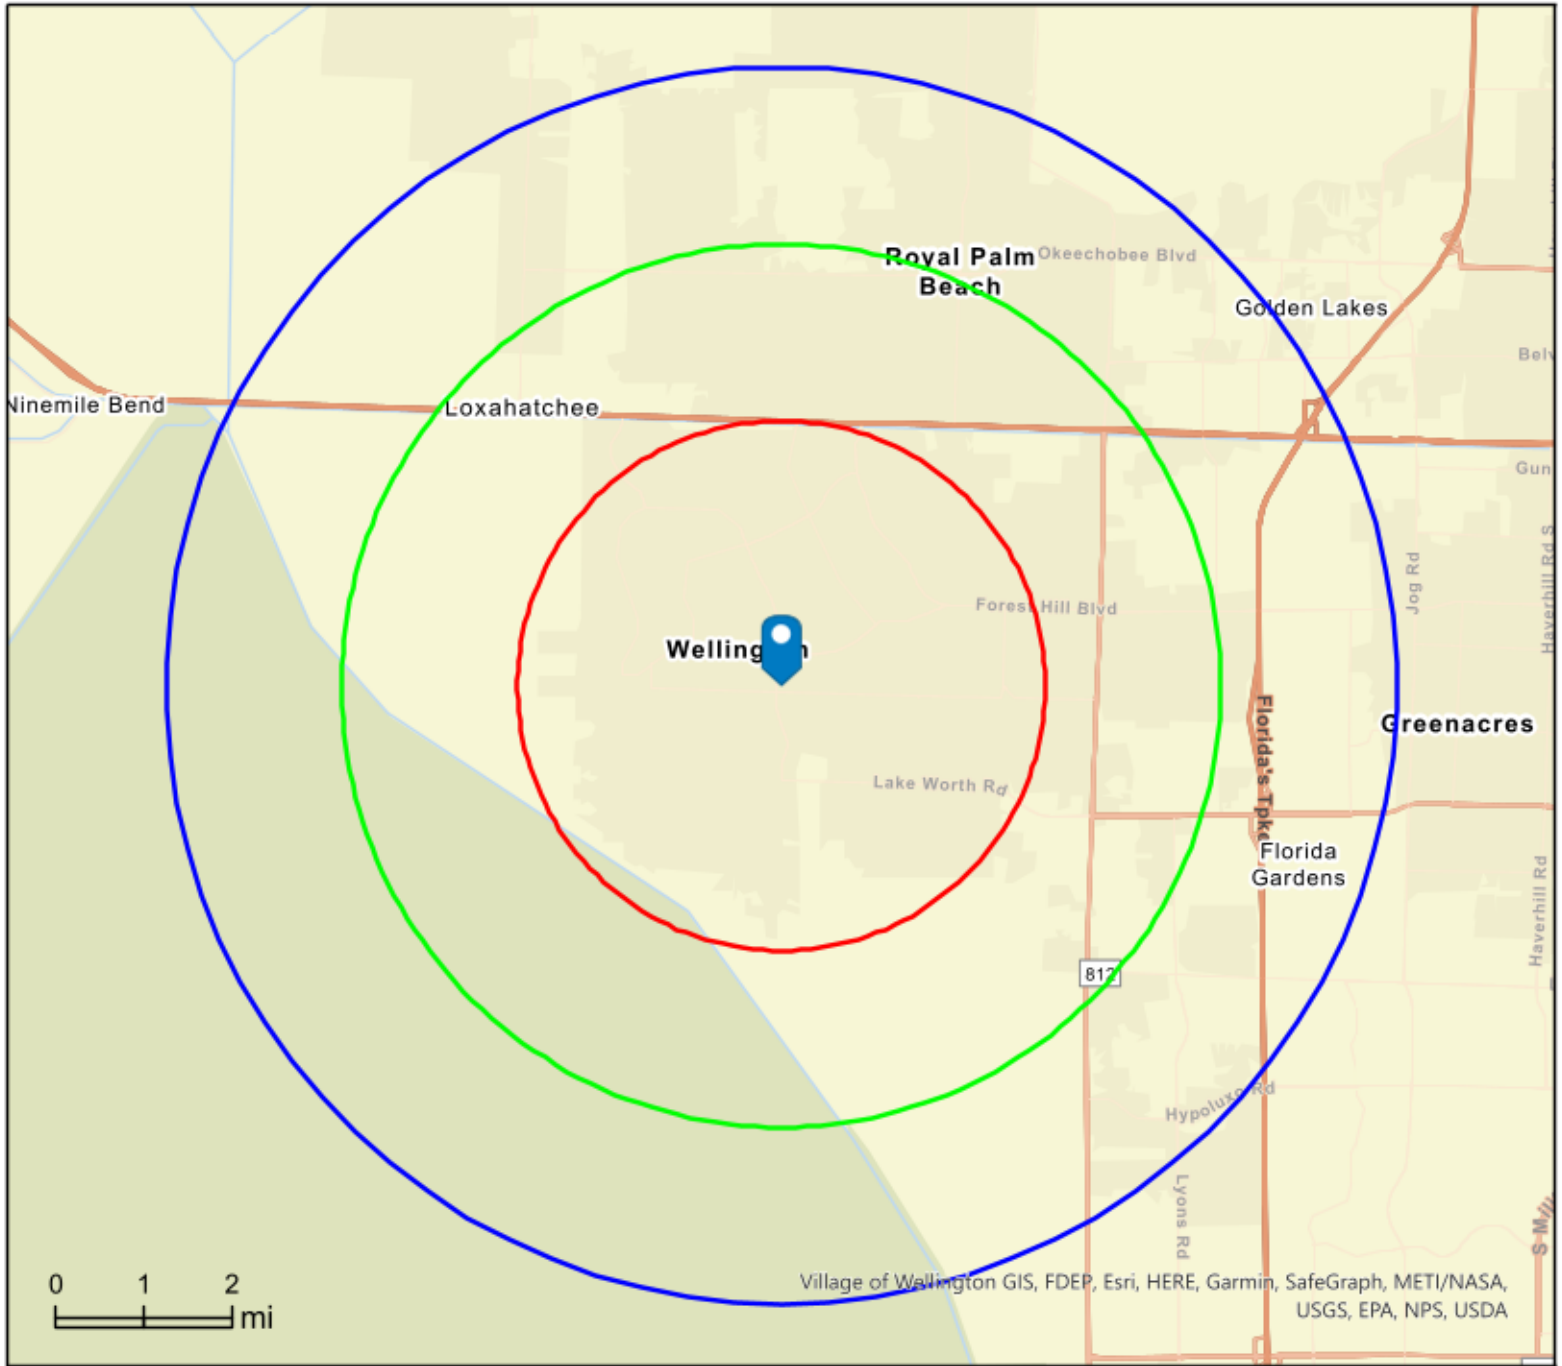 Royal Palm
Beach
Okeechobee Blvd
Golden Lakes
Ninemile Bend
Loxahatchee
Forest Hill Blvd
Jog Rd
Haverhill Rd S
Florida's Tpke
Greenacres
Lake Worth Rd
Florida
Gardens
Haverhill Rd
812
Hypoluxo Rd
Lyons Rd
0 1 2
mi
Village of Wellington GIS, FDEP, Esri, HERE, Garmin, SafeGraph, METI/NASA,
USGS, EPA, NPS, USDA